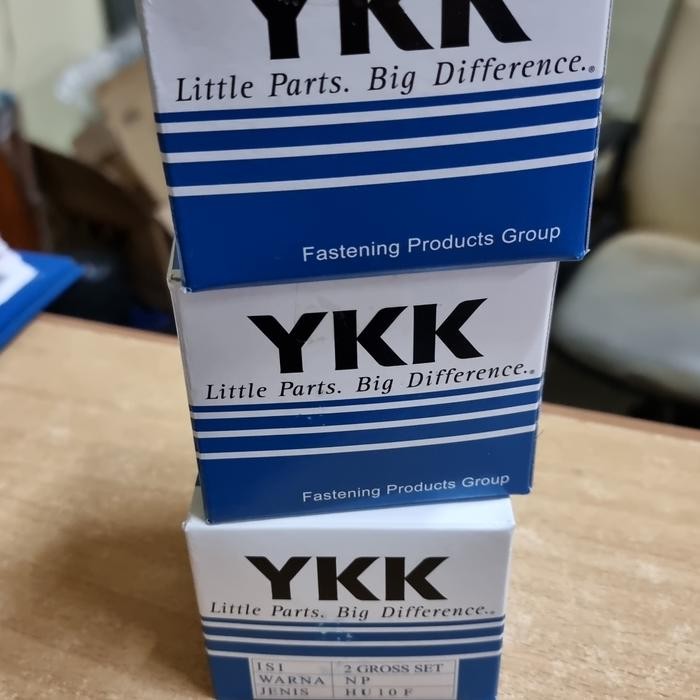 YKK
Little Parts. Big Difference.®
Fastening Products Group
YKK
Little Parts. Big Difference.®
Fastening Products Group
YKK
Little Parts. Big Difference.®
ISI 2 GROSS SET
WARNA NP
JENIS HU10F